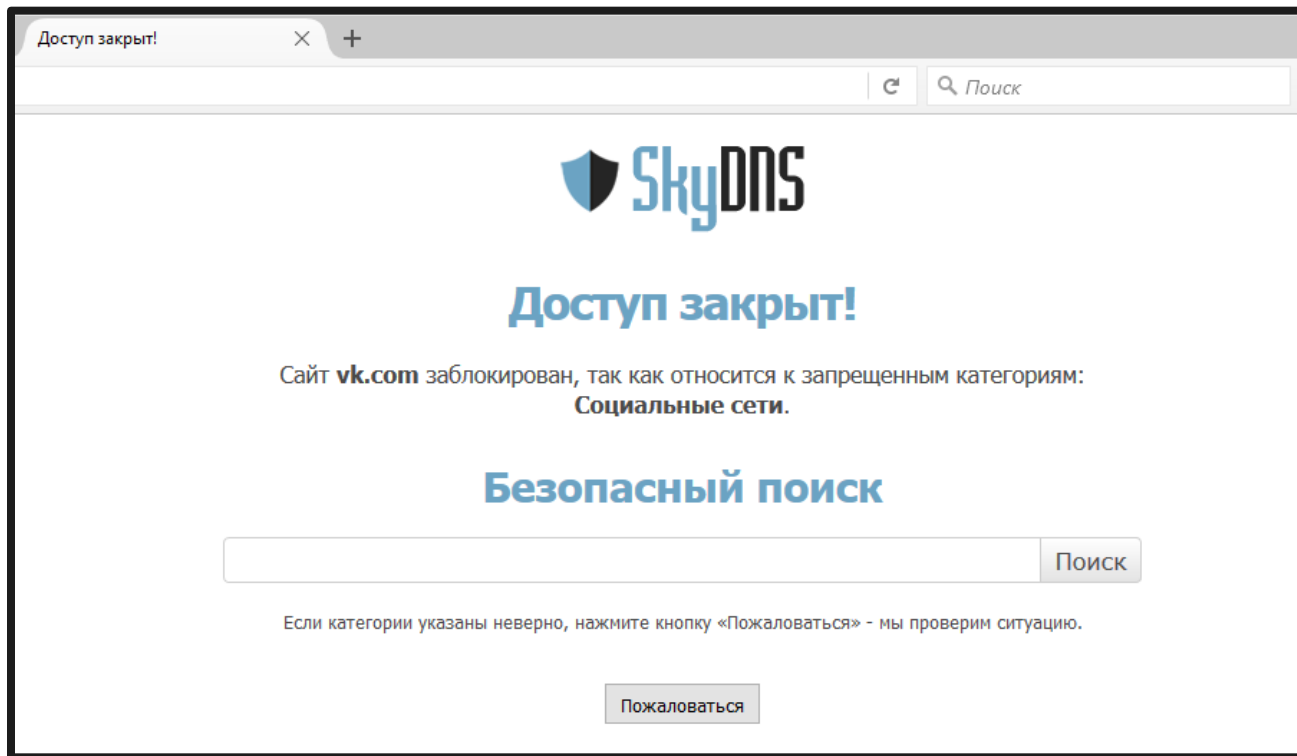 Доступ закрыт!
Поиск
SkyDNS
Доступ закрыт!
Сайт vk.com заблокирован, так как относится к запрещенным категориям:
Социальные сети.
Безопасный поиск
Поиск
Если категории указаны неверно, нажмите кнопку «Пожаловаться» - мы проверим ситуацию.
Пожаловаться